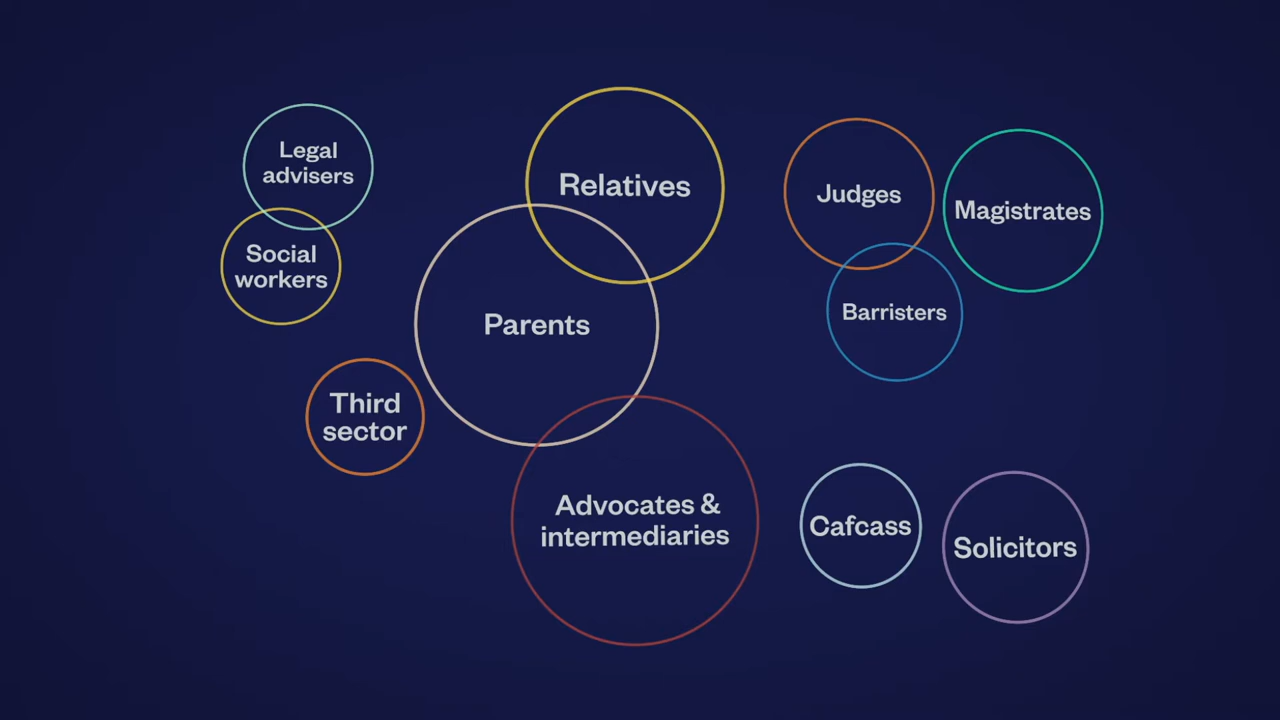 Legal
advisers
Social
workers
Relatives
Parents
Third
sector
Advocates &
intermediaries
Judges
Magistrates
Barristers
Cafcass
Solicitors